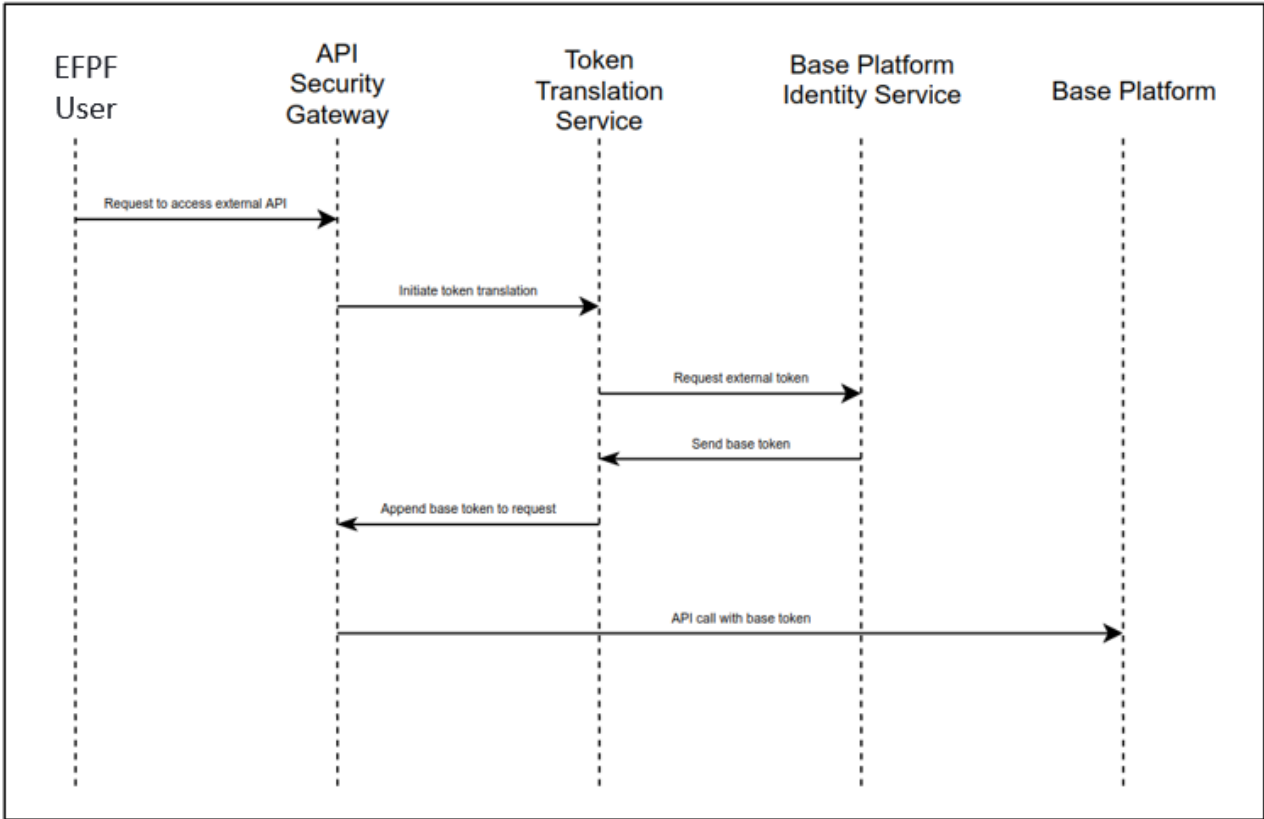 EFPF
User
API
Security
Gateway
Token
Translation
Service
Base Platform
Identity Service
Base Platform
Request to access external API
Initiate token translation
Request external token
Send base token
Append base token to request
API call with base token